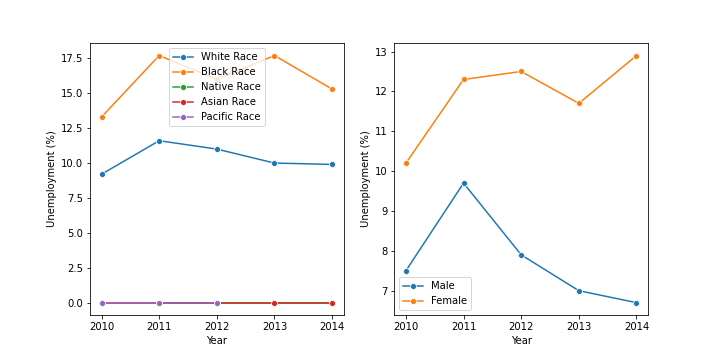 17.5
15.0
12.5
10.0
7.5
5.0
2.5
0.0
Unemployment (%)
White Race
Black Race
Native Race
Asian Race
Pacific Race
2010 2011 2012 2013 2014
Year
13
12
11
10
9
8
7
Unemployment (%)
Male
Female
2010 2011 2012 2013 2014
Year